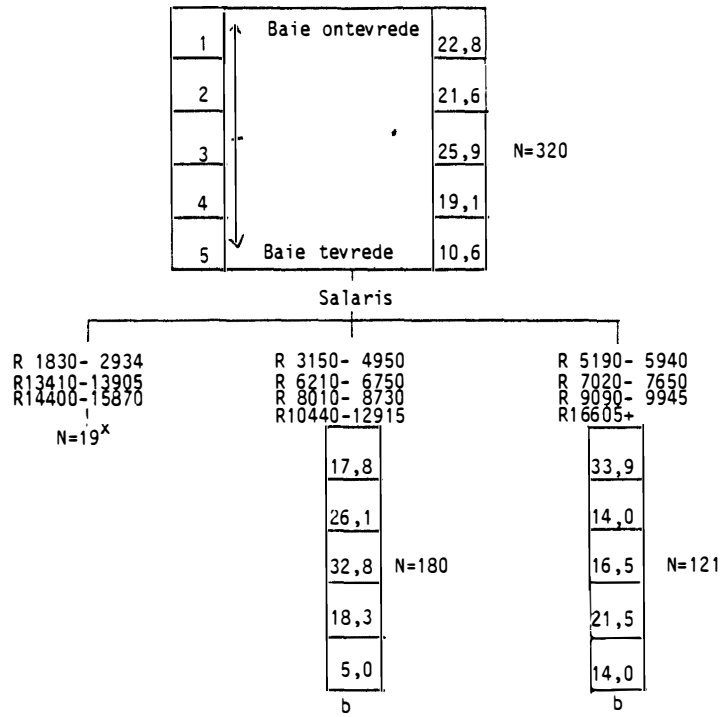 1 Baie ontevrede 22,8
2 21,6
3 25,9 N=320
4 19,1
5 Baie tevrede 10,6
Salaris
R 1830- 2934
R13410-13905
R14400-15870
N=19x
R 3150- 4950
R 6210- 6750
R 8010- 8730
R10440-12915
17,8
26,1
32,8 N=180
18,3
5,0
b
R 5190- 5940
R 7020- 7650
R 9090- 9945
R16605+
33,9
14,0
16,5 N=121
21,5
14,0
b